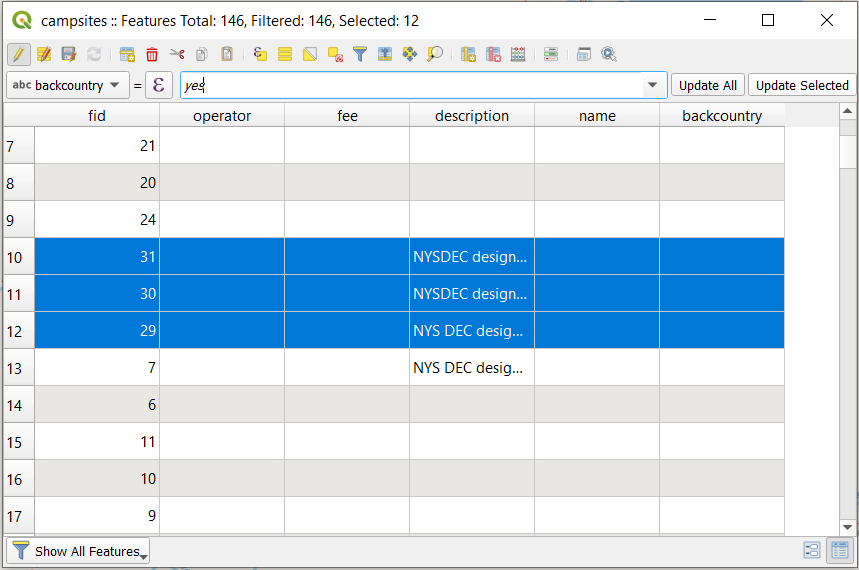 campsites :: Features Total: 146, Filtered: 146, Selected: 12
abc backcountry = ε yes Update All Update Selected
fid operator fee description name backcountry
7 21
8 20
9 24
10 31 NYSDEC design...
11 30 NYSDEC design...
12 29 NYS DEC desig...
13 7 NYS DEC desig...
14 6
15 11
16 10
17 9
Show All Features